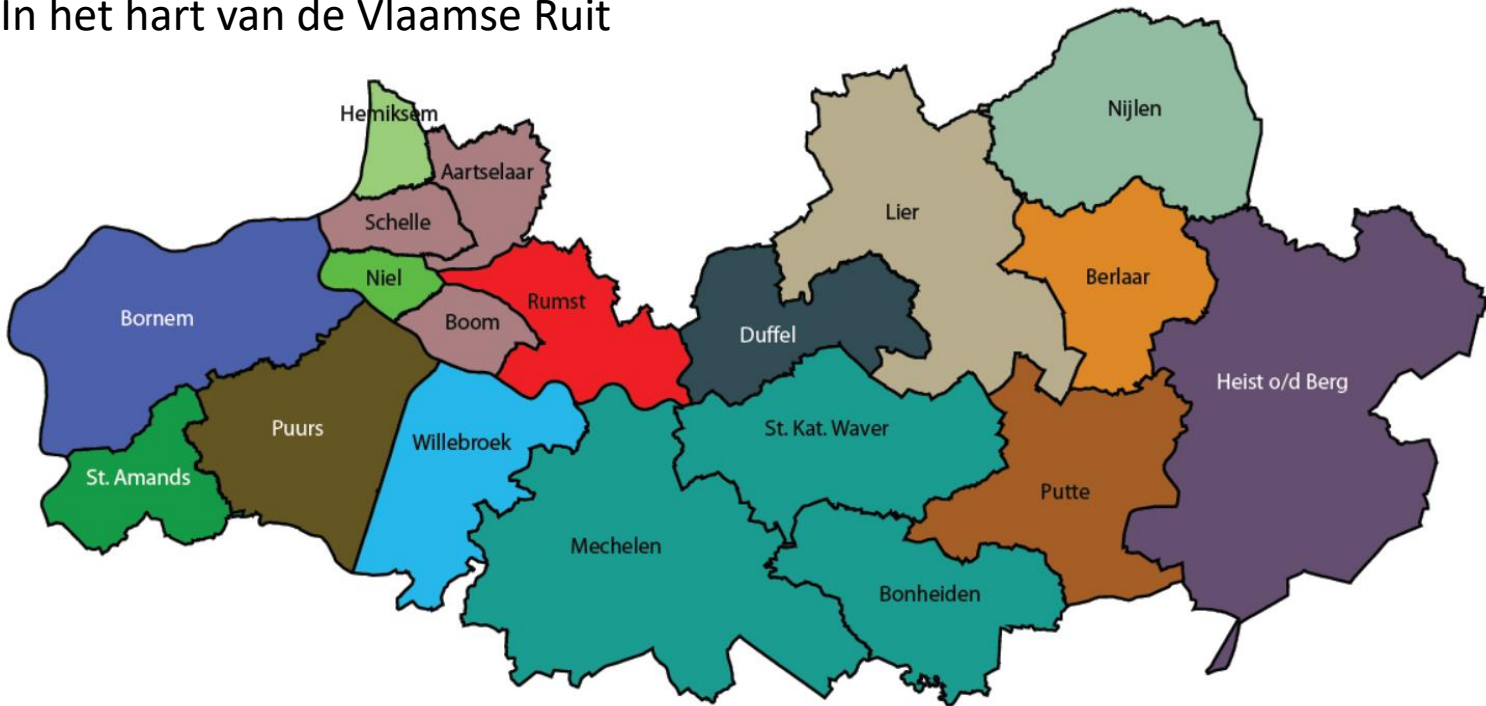 In het hart van de Vlaamse Ruit
Nijlen
Hemiksem
Aartselaar
Lier
Schelle
Niel
Berlaar
Rumst
Bornem
Boom
Duffel
Heist o/d Berg
Puurs
St. Kat. Waver
Willebroek
St. Amands
Putte
Mechelen
Bonheiden